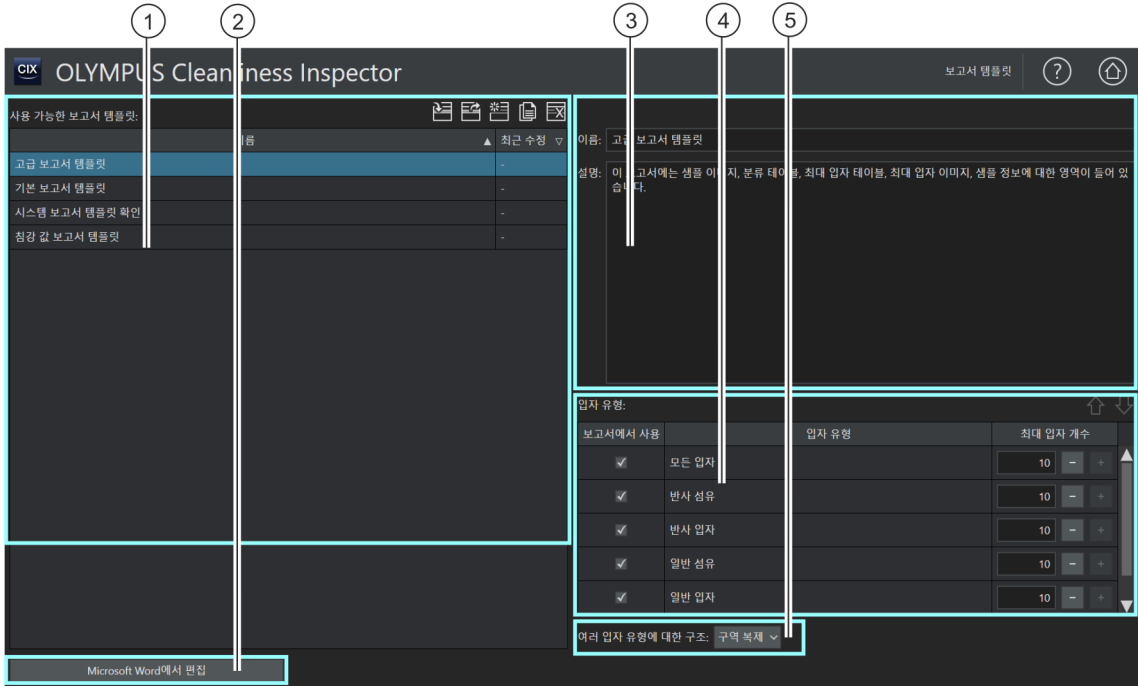 1 2 3 4 5
CIX OLYMPUS Cleanliness Inspector 보고서 템플릿 ?
사용 가능한 보고서 템플릿:
이름 ▲ 최근 수정 ▽
고급 보고서 템플릿 -
기본 보고서 템플릿 -
시스템 보고서 템플릿 확인 -
침강 값 보고서 템플릿 -
이름: 고급 보고서 템플릿
설명: 이 보고서에는 샘플 이미지, 분류 테이블, 최대 입자 테이블, 최대 입자 이미지, 샘플 정보에 대한 영역이 들어 있
습니다.
입자 유형:
보고서에서 사용 입자 유형 최대 입자 개수
모든 입자 10 - +
반사 섬유 10 - +
반사 입자 10 - +
일반 섬유 10 - +
일반 입자 10 - +
여러 입자 유형에 대한 구조: 구역 복제
Microsoft Word에서 편집